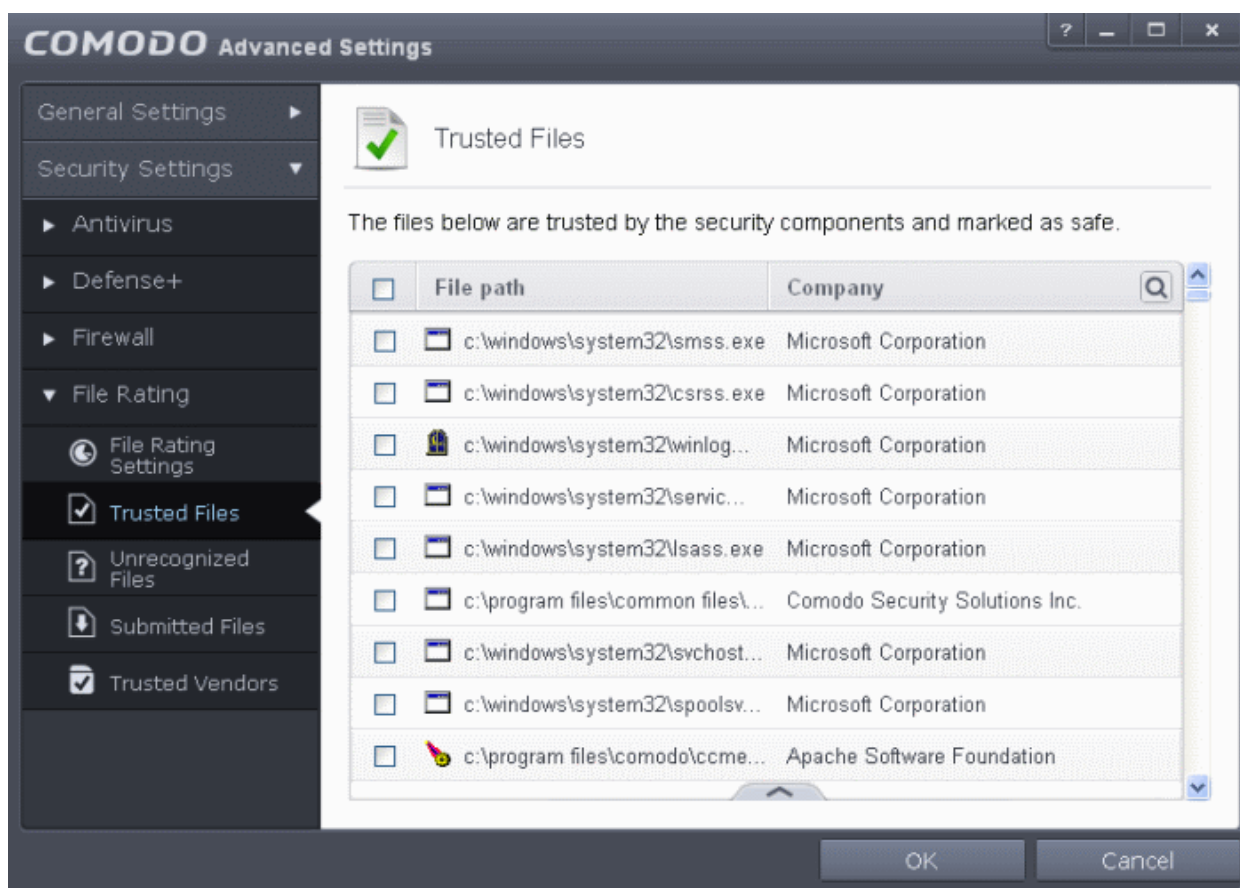 COMODO Advanced Settings
?
General Settings
Security Settings
Antivirus
Defense+
Firewall
File Rating
File Rating
Settings
Trusted Files
Unrecognized
Files
Submitted Files
Trusted Vendors
Trusted Files
The files below are trusted by the security components and marked as safe.
File path Company
c:\windows\system32\smss.exe Microsoft Corporation
c:\windows\system32\csrss.exe Microsoft Corporation
c:\windows\system32\winlog... Microsoft Corporation
c:\windows\system32\servic... Microsoft Corporation
c:\windows\system32\lsass.exe Microsoft Corporation
c:\program files\common files\... Comodo Security Solutions Inc.
c:\windows\system32\svchost... Microsoft Corporation
c:\windows\system32\spoolsv... Microsoft Corporation
c:\program files\comodo\ccme... Apache Software Foundation
OK Cancel